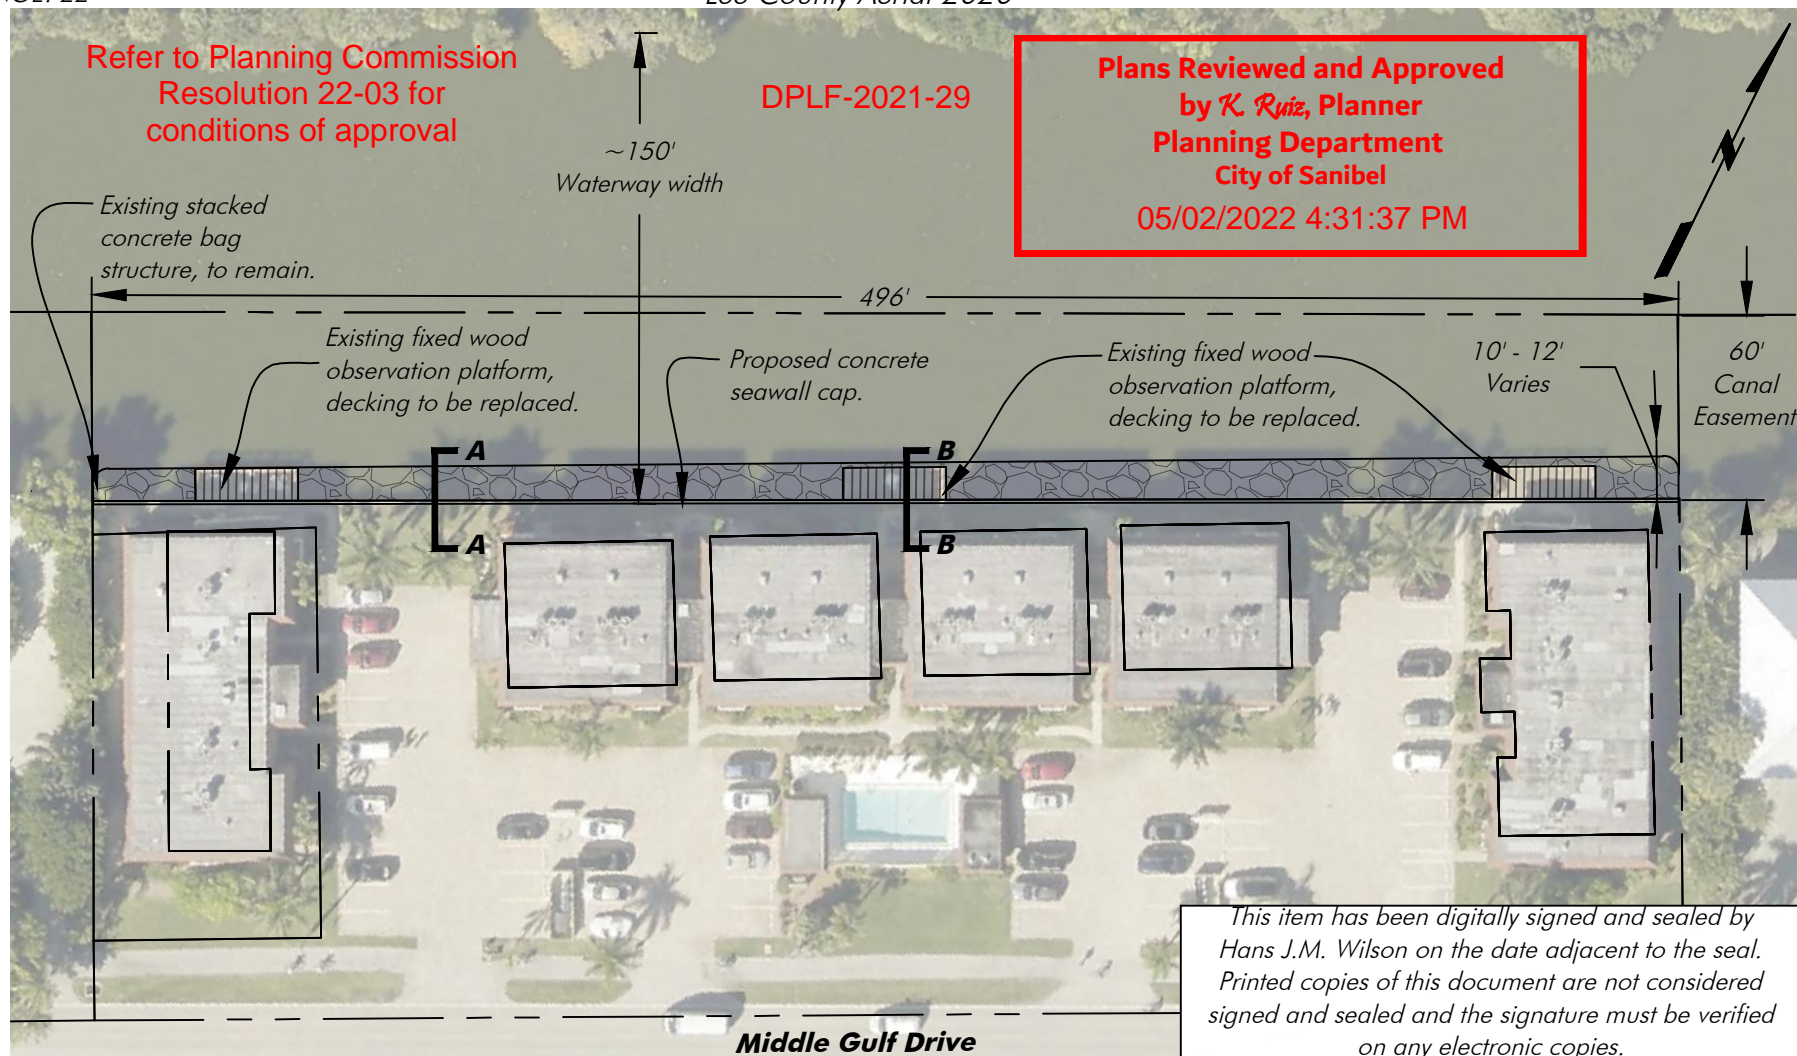 Refer to Planning Commission
Resolution 22-03 for
conditions of approval
DPLF-2021-29
Plans Reviewed and Approved
by K. Ruiz, Planner
Planning Department
City of Sanibel
05/02/2022 4:31:37 PM
~150'
Waterway width
Existing stacked
concrete bag
structure, to remain.
496'
Existing fixed wood
observation platform,
decking to be replaced.
Proposed concrete
seawall cap.
Existing fixed wood
observation platform,
decking to be replaced.
10' - 12'
Varies
60'
Canal
Easement
A
B
A
B
N
This item has been digitally signed and sealed by
Hans J.M. Wilson on the date adjacent to the seal.
Printed copies of this document are not considered
signed and sealed and the signature must be verified
on any electronic copies.
Middle Gulf Drive